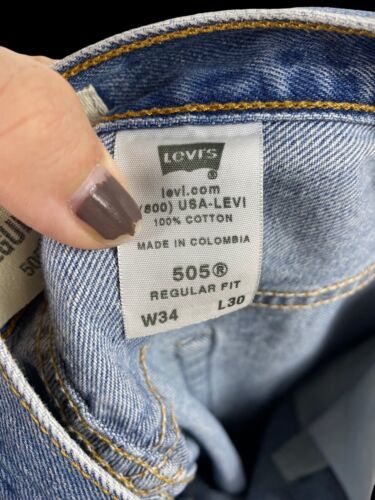 LEVI'S®
levi.com
(800) USA-LEVI
100% COTTON
MADE IN COLOMBIA
505®
REGULAR FIT
W34 L30